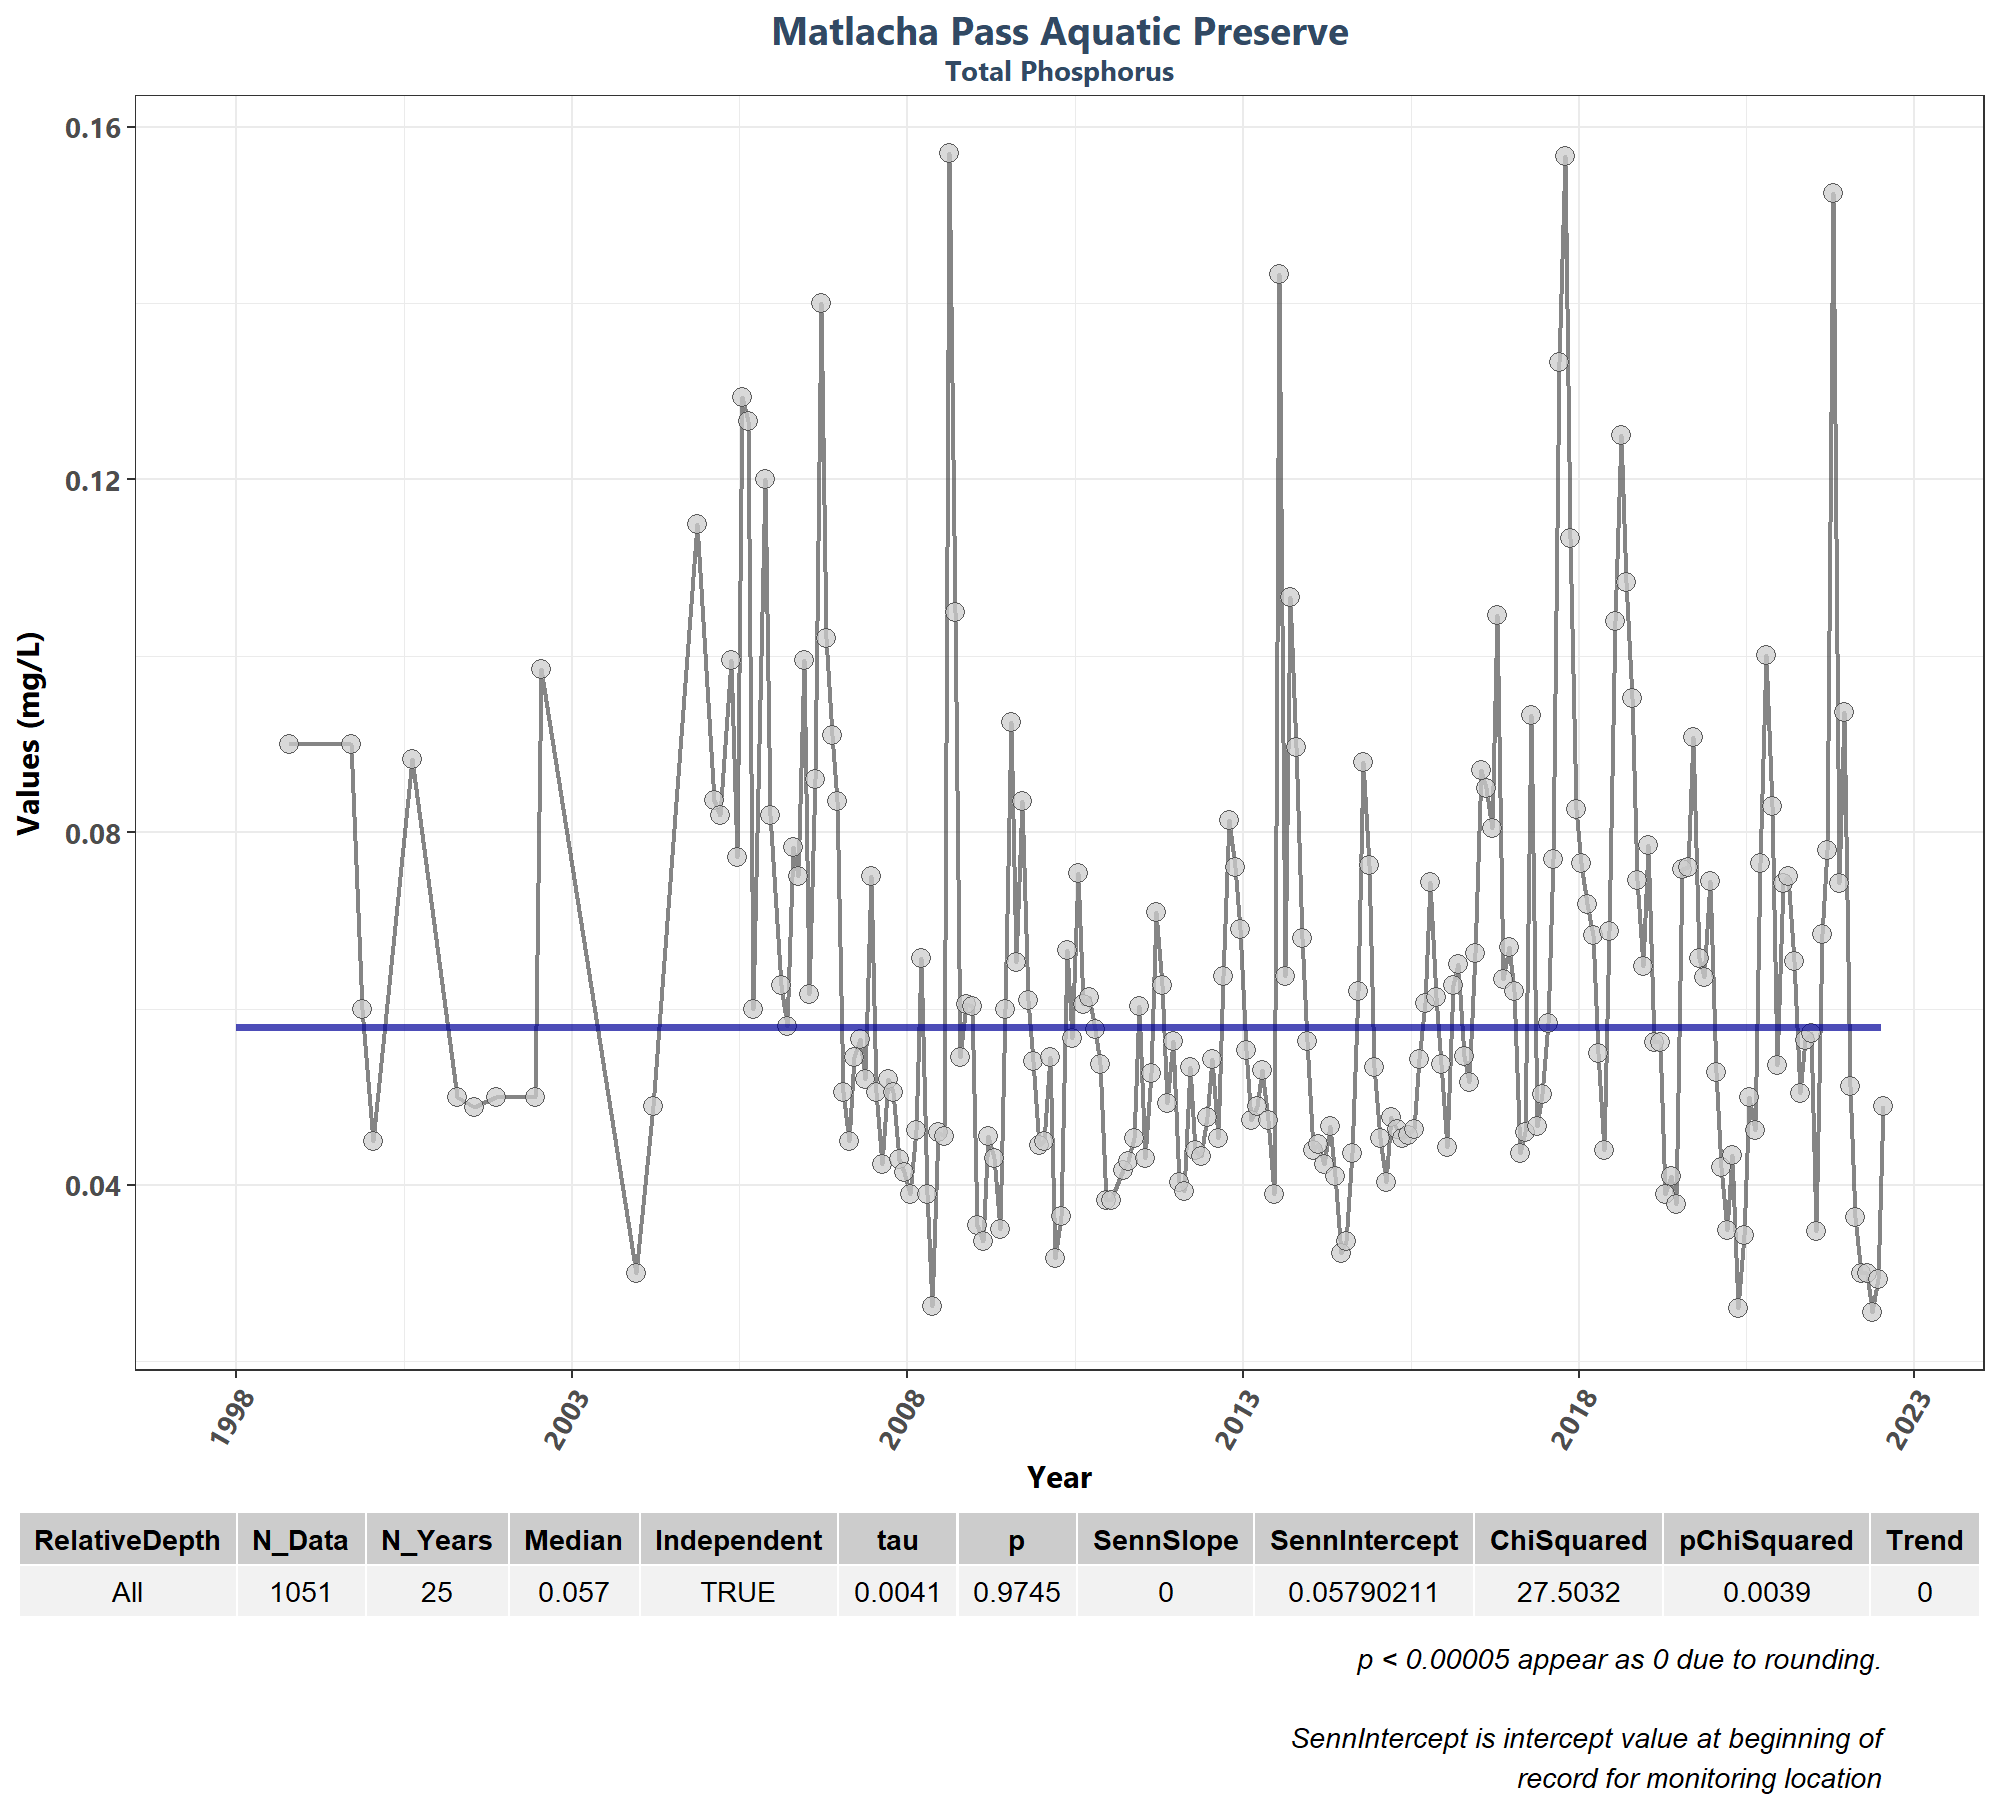 Matlacha Pass Aquatic Preserve
Total Phosphorus
0.16
0.12
0.08
0.04
Values (mg/L)
1998 2003 2008 2013 2018 2023
Year
RelativeDepth N_Data N_Years Median Independent tau p SennSlope SennIntercept ChiSquared pChiSquared Trend
All 1051 25 0.057 TRUE 0.0041 0.9745 0 0.05790211 27.5032 0.0039 0
p < 0.00005 appear as 0 due to rounding.
SennIntercept is intercept value at beginning of
record for monitoring location